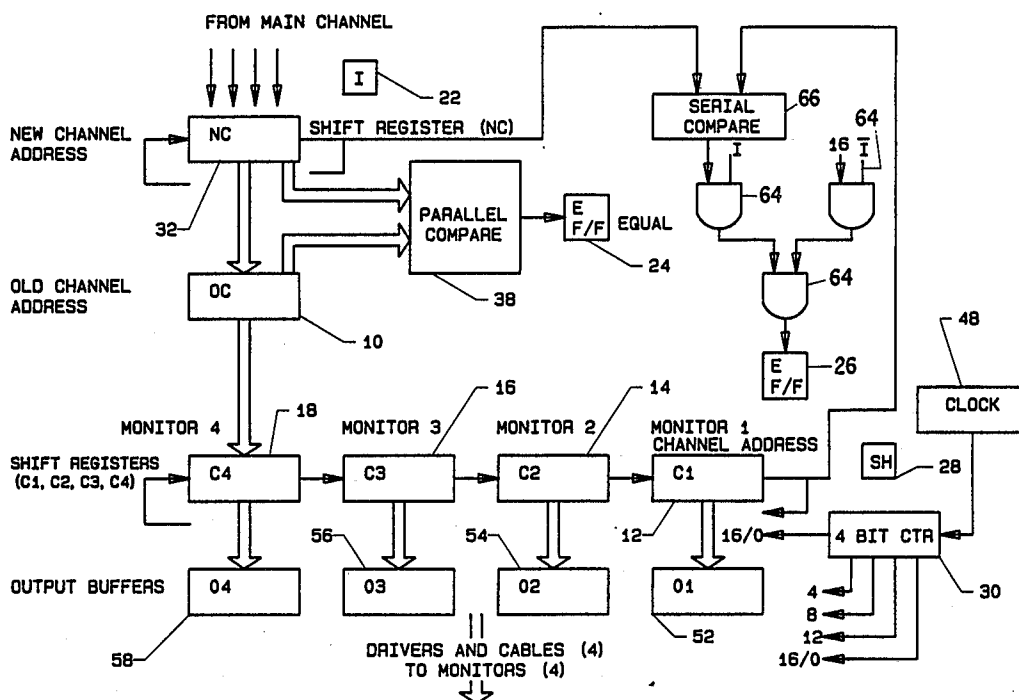 FROM MAIN CHANNEL
I
22
NEW CHANNEL
ADDRESS
NC
SHIFT REGISTER (NC)
32
SERIAL
COMPARE
66
I
64
16
I
64
PARALLEL
COMPARE
38
E
F/F
EQUAL
24
64
OLD CHANNEL
ADDRESS
OC
10
E
F/F
26
48
CLOCK
MONITOR 4
18
MONITOR 3
16
MONITOR 2
14
MONITOR 1
CHANNEL ADDRESS
SHIFT REGISTERS
(C1, C2, C3, C4)
C4
C3
C2
C1
SH
28
12
16/0
4 BIT CTR
30
56
54
OUTPUT BUFFERS
04
03
02
01
58
52
4
8
12
16/0
DRIVERS AND CABLES (4)
TO MONITORS (4)